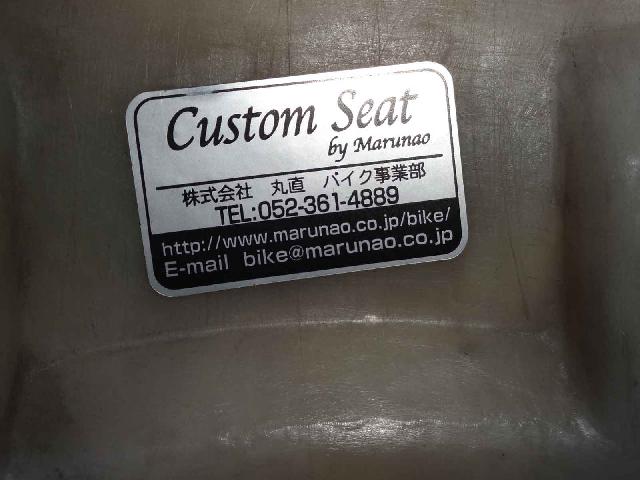 Custom Seat
by Marunao
株式会社 丸直 バイク事業部
TEL:052-361-4889
http://www.marunao.co.jp/bike/
E-mail bike@marunao.co.jp